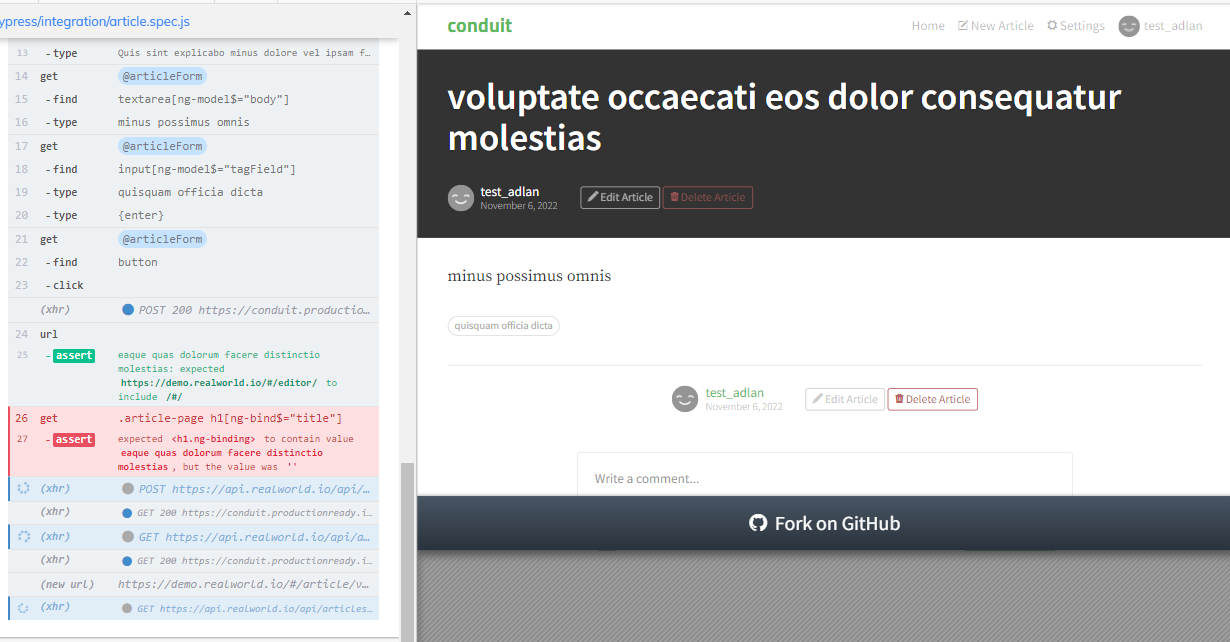 ypress/integration/article.spec.js
13 -type Quis sint explicabo minus dolore vel ipsam f…
14 get @articleForm
15 -find textarea[ng-model$="body"]
16 -type minus possimus omnis
17 get @articleForm
18 -find input[ng-model$="tagField"]
19 -type quisquam officia dicta
20 -type {enter}
21 get @articleForm
22 -find button
23 -click
(xhr) POST 200 https://conduit.productio…
24 url
25 -assert eaque quas dolorum facere distinctio
molestias: expected
https://demo.realworld.io/#/editor/ to
include /#/
26 get .article-page h1[ng-bind$="title"]
27 -assert expected <h1.ng-binding> to contain value
eaque quas dolorum facere distinctio
molestias, but the value was ''
(xhr) POST https://api.realworld.io/api/…
(xhr) GET 200 https://conduit.productionready.i…
(xhr) GET https://api.realworld.io/api/a…
(xhr) GET 200 https://conduit.productionready.i…
(new url) https://demo.realworld.io/#/article/v…
(xhr) GET https://api.realworld.io/api/articles…
conduit Home New Article Settings test_adlan
voluptate occaecati eos dolor consequatur
molestias
test_adlan
November 6, 2022
Edit Article Delete Article
minus possimus omnis
quisquam officia dicta
test_adlan
November 6, 2022
Edit Article Delete Article
Write a comment...
Fork on GitHub